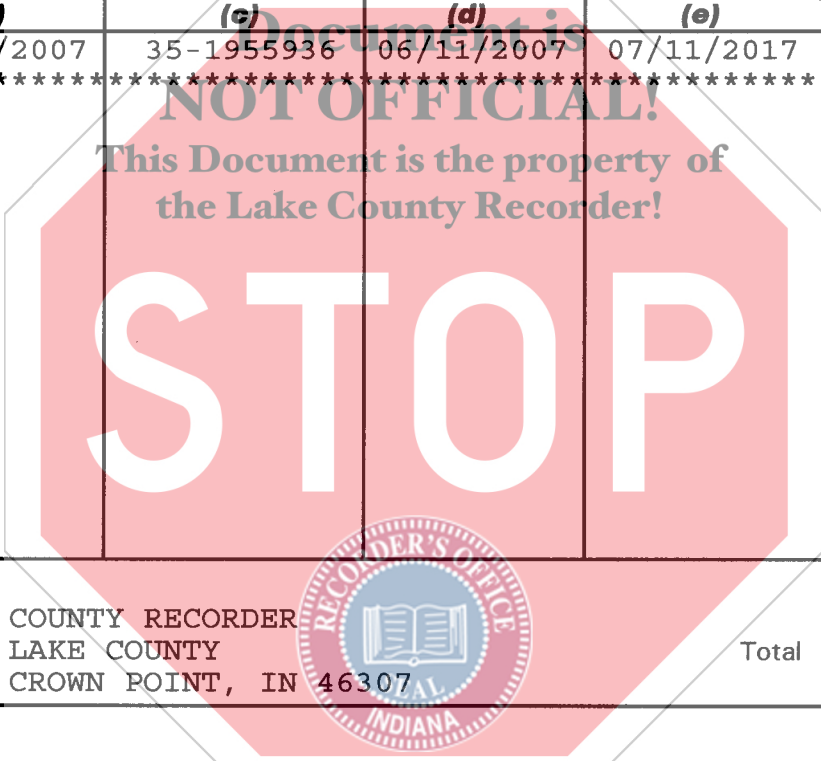 (c) (d) (e)
Document is
/2007 35-1955936 06/11/2007 07/11/2017
****************************************************
NOT OFFICIAL!
This Document is the property of
the Lake County Recorder!
STOP
RECORDER'S OFFICE
COUNTY RECORDER
LAKE COUNTY Total
CROWN POINT, IN 46307
SEAL
INDIANA